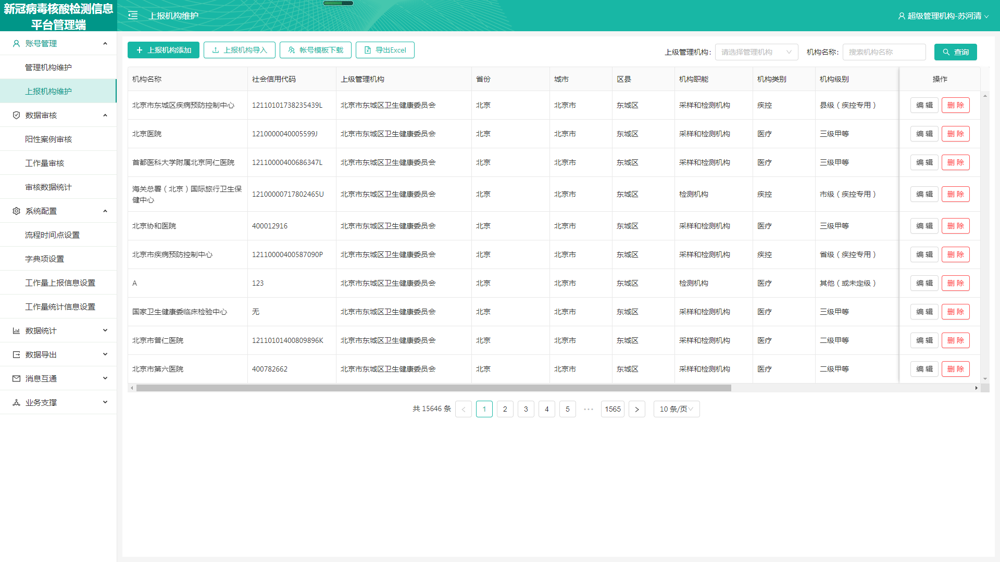 新冠病毒核酸检测信息
平台管理端
上报机构维护
超级管理机构-苏河清
账号管理
管理机构维护
上报机构维护
数据审核
阳性案例审核
工作量审核
审核数据统计
系统配置
流程时间点设置
字典项设置
工作量上报信息设置
工作量统计信息设置
数据统计
数据导出
消息互通
业务支撑
上报机构添加 上报机构导入 帐号模板下载 导出Excel
上级管理机构: 请选择管理机构 机构名称: 搜索机构名称 查询
机构名称 社会信用代码 上级管理机构 省份 城市 区县 机构职能 机构类别 机构级别 操作
北京市东城区疾病预防控制中心 12110101738235439L 北京市东城区卫生健康委员会 北京 北京市 东城区 采样和检测机构 疾控 县级（疾控专用） 编 辑 删 除
北京医院 1210000040005599J 北京市东城区卫生健康委员会 北京 北京市 东城区 采样和检测机构 医疗 三级甲等 编 辑 删 除
首都医科大学附属北京同仁医院 12110000400686347L 北京市东城区卫生健康委员会 北京 北京市 东城区 采样和检测机构 医疗 三级甲等 编 辑 删 除
海关总署（北京）国际旅行卫生保
健中心 12100000717802465U 北京市东城区卫生健康委员会 北京 北京市 东城区 检测机构 疾控 市级（疾控专用） 编 辑 删 除
北京协和医院 400012916 北京市东城区卫生健康委员会 北京 北京市 东城区 采样和检测机构 医疗 三级甲等 编 辑 删 除
北京市疾病预防控制中心 12110000400587090P 北京市东城区卫生健康委员会 北京 北京市 东城区 采样和检测机构 疾控 省级（疾控专用） 编 辑 删 除
A 123 北京市东城区卫生健康委员会 北京 北京市 东城区 检测机构 医疗 其他（或未定级） 编 辑 删 除
国家卫生健康委临床检验中心 无 北京市东城区卫生健康委员会 北京 北京市 东城区 采样和检测机构 医疗 三级甲等 编 辑 删 除
北京市普仁医院 12110101400809896K 北京市东城区卫生健康委员会 北京 北京市 东城区 采样和检测机构 医疗 二级甲等 编 辑 删 除
北京市第六医院 400782662 北京市东城区卫生健康委员会 北京 北京市 东城区 采样和检测机构 医疗 二级甲等 编 辑 删 除
共 15646 条 < 1 2 3 4 5 ••• 1565 > 10 条/页